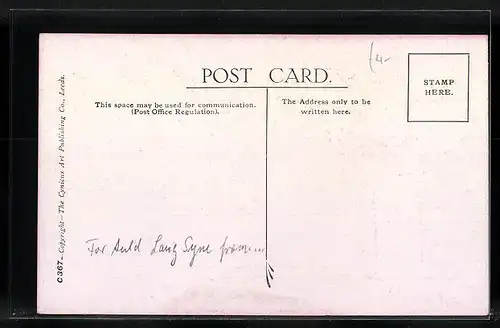 (4-
POST CARD.
STAMP
HERE.
This space may be used for communication.
(Post Office Regulation).
The Address only to be
written here.
C367.—Copyright—The Cynicus Art Publishing Co., Leeds.
For Auld Lang Syne from....